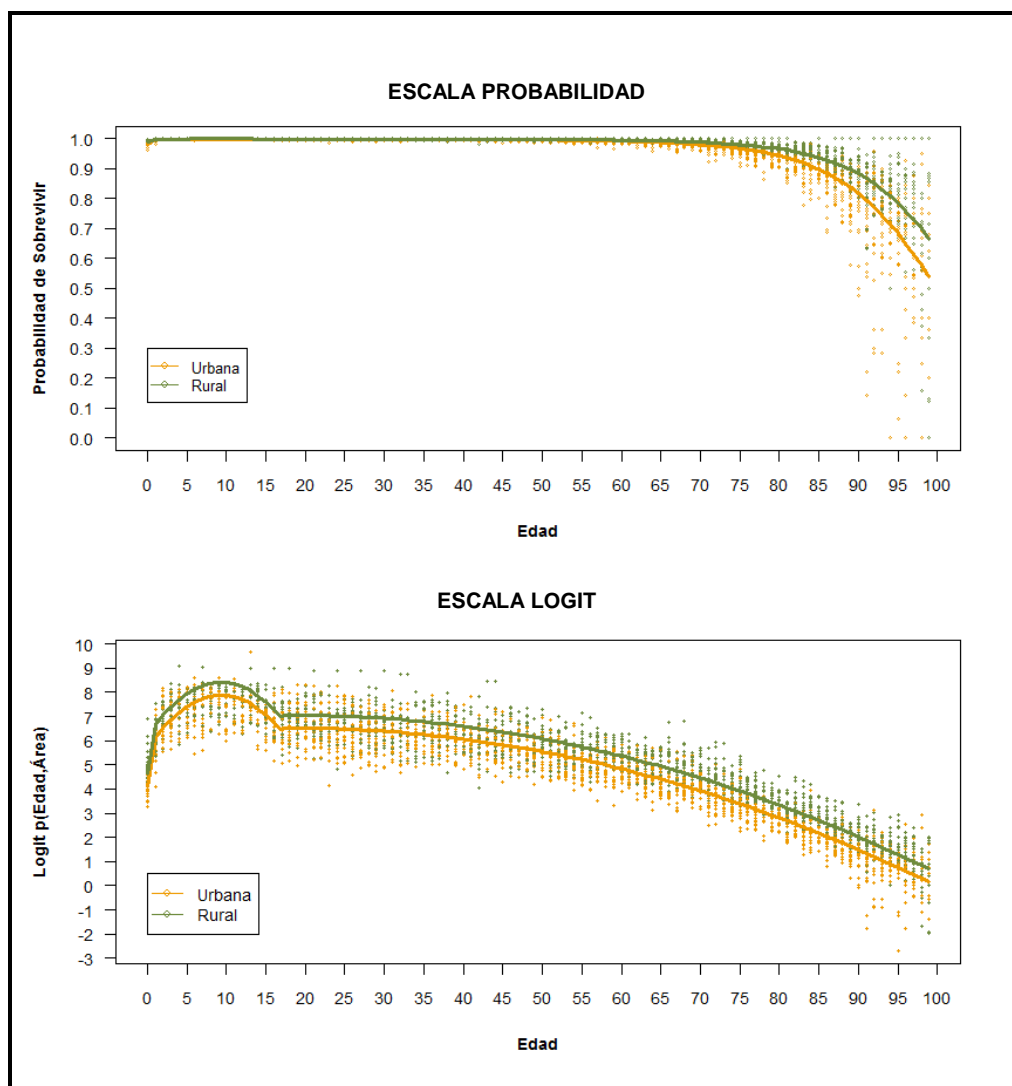 ESCALA PROBABILIDAD
Probabilidad de Sobrevivir
1.0
0.9
0.8
0.7
0.6
0.5
0.4
0.3
0.2
0.1
0.0
Urbana
Rural
0 5 10 15 20 25 30 35 40 45 50 55 60 65 70 75 80 85 90 95 100
Edad
ESCALA LOGIT
Logit p(Edad,Área)
10
9
8
7
6
5
4
3
2
1
0
-1
-2
-3
Urbana
Rural
0 5 10 15 20 25 30 35 40 45 50 55 60 65 70 75 80 85 90 95 100
Edad